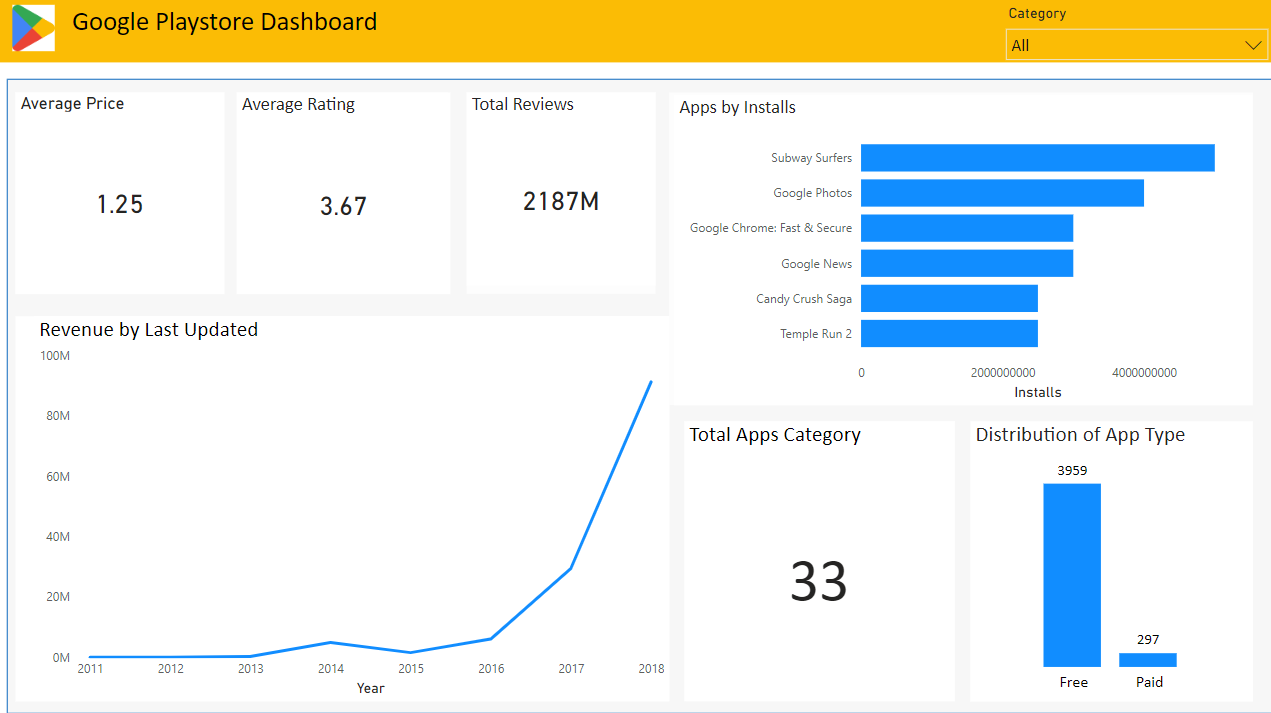 Google Playstore Dashboard
Category
All
Average Price
1.25
Average Rating
3.67
Total Reviews
2187M
Apps by Installs
Subway Surfers
Google Photos
Google Chrome: Fast & Secure
Google News
Candy Crush Saga
Temple Run 2
0 2000000000 4000000000
Installs
Revenue by Last Updated
100M
80M
60M
40M
20M
0M
2011 2012 2013 2014 2015 2016 2017 2018
Year
Total Apps Category
33
Distribution of App Type
3959
297
Free Paid